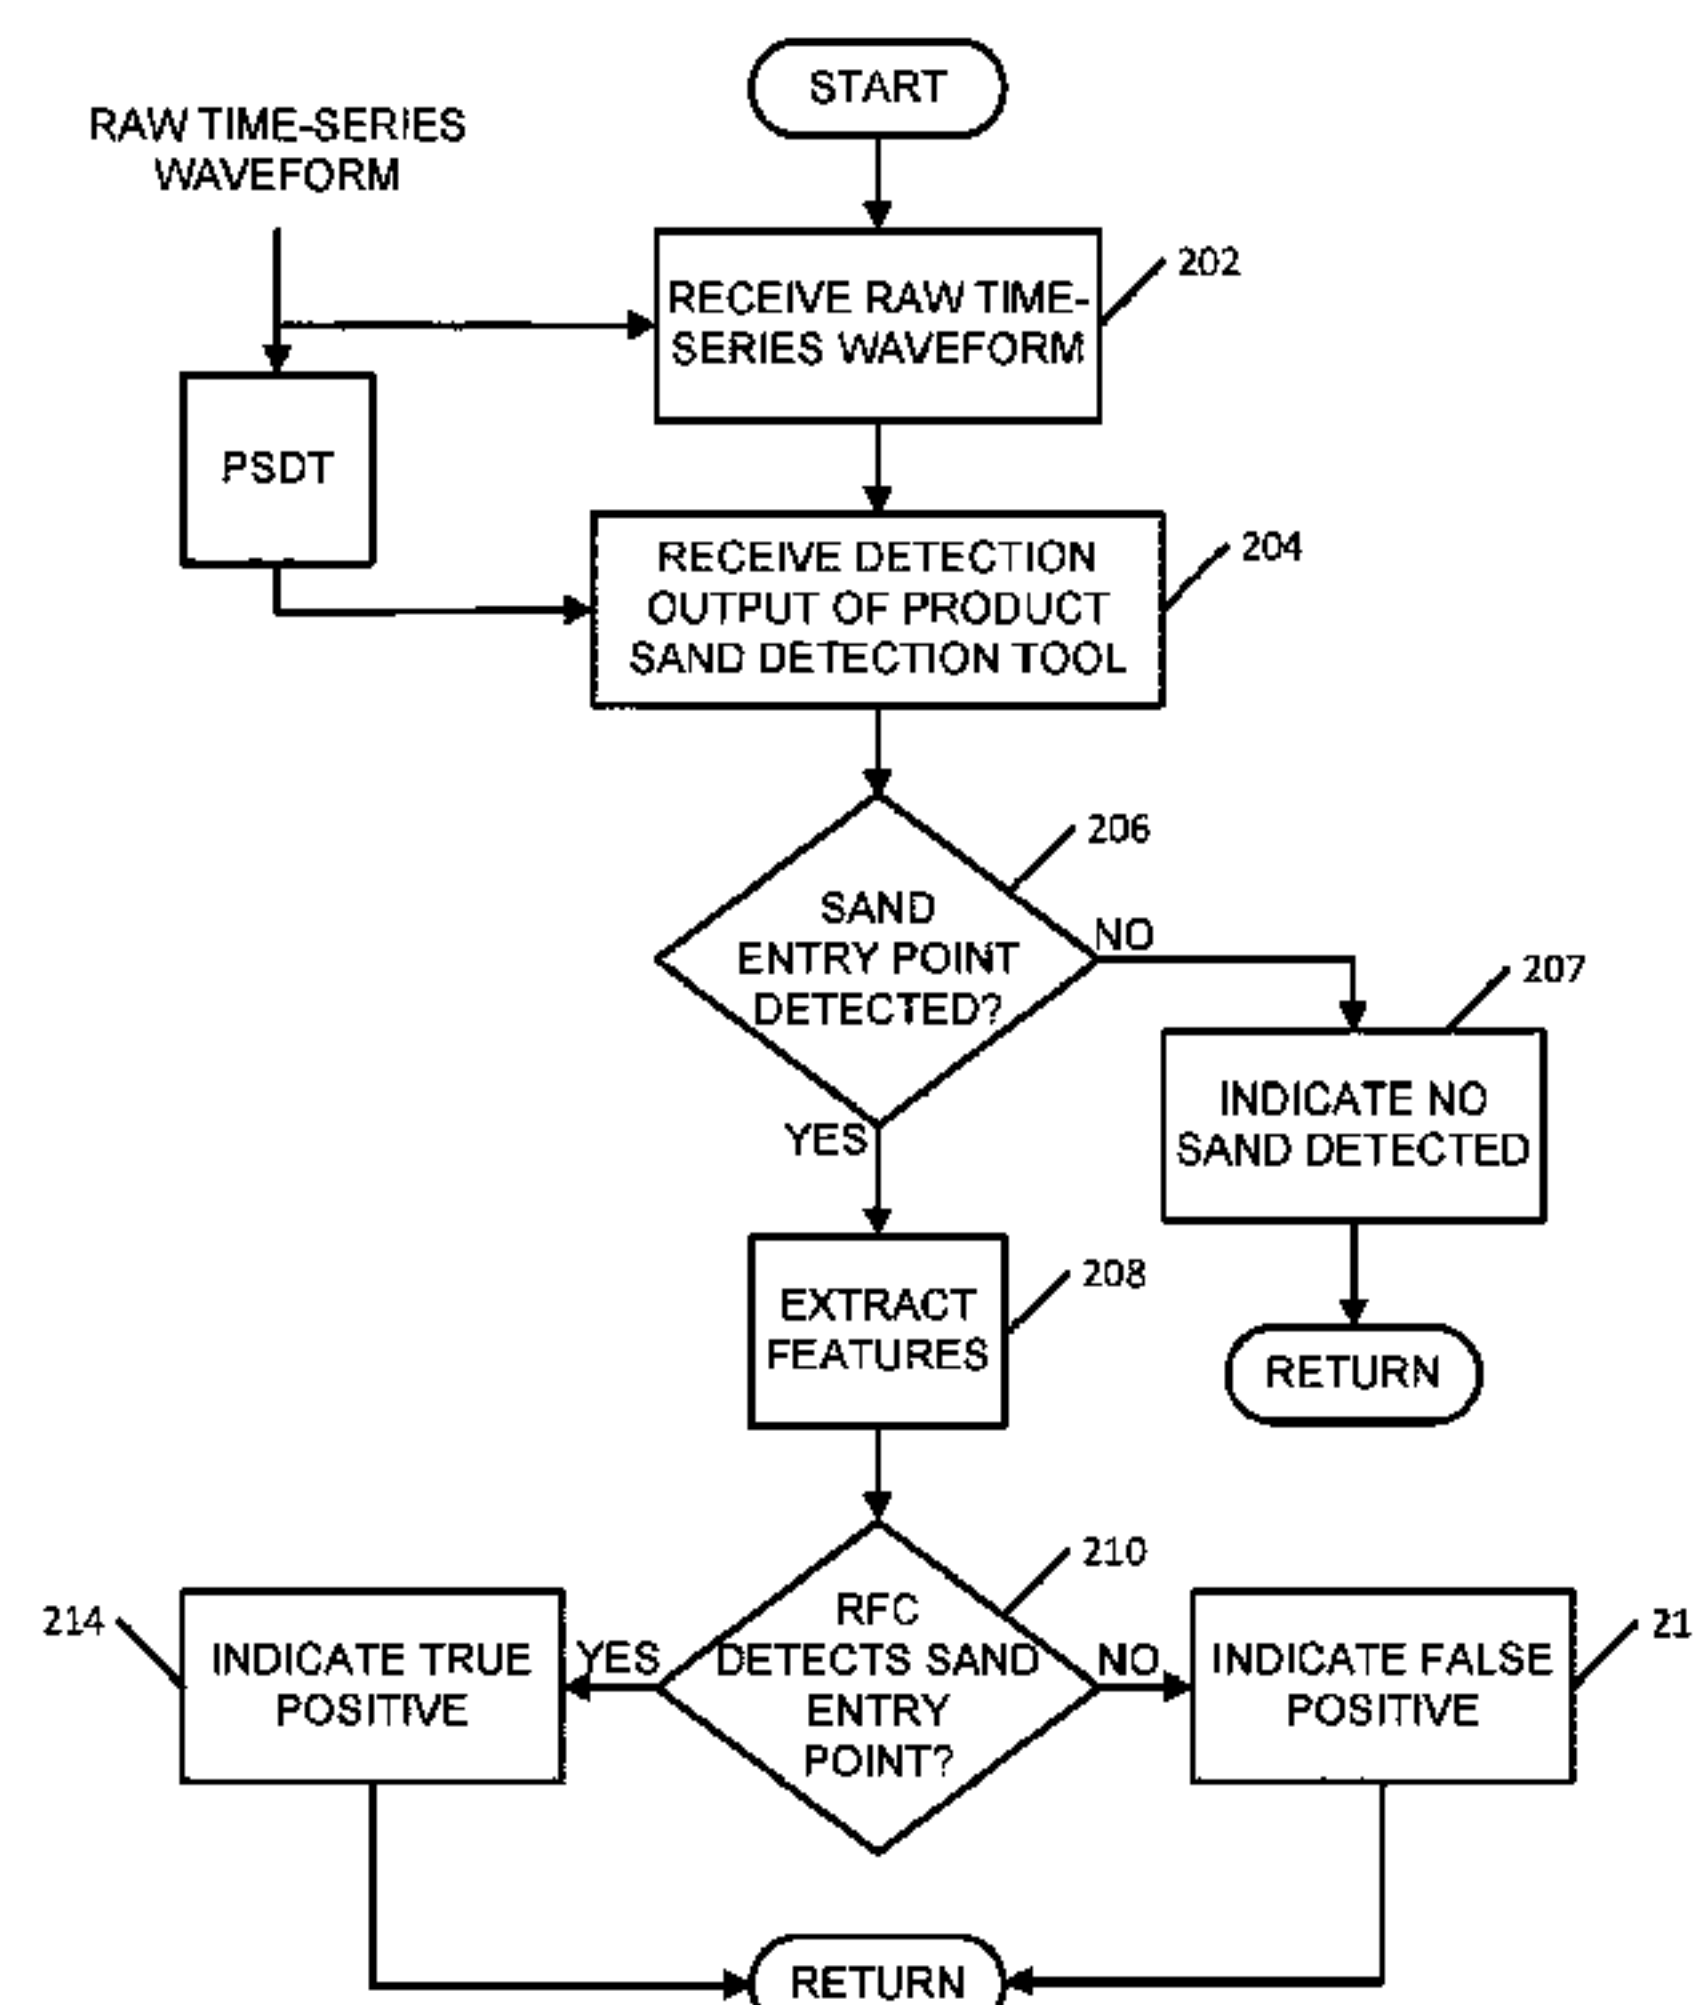 START
RAW TIME-SERIES
WAVEFORM
202
RECEIVE RAW TIME-
SERIES WAVEFORM
PSDT
204
RECEIVE DETECTION
OUTPUT OF PRODUCT
SAND DETECTION TOOL
206
SAND
ENTRY POINT
DETECTED?
NO
207
INDICATE NO
SAND DETECTED
YES
208
EXTRACT
FEATURES
RETURN
210
RFC
DETECTS SAND
ENTRY
POINT?
214
INDICATE TRUE
POSITIVE
YES
NO
INDICATE FALSE
POSITIVE
21
RETURN